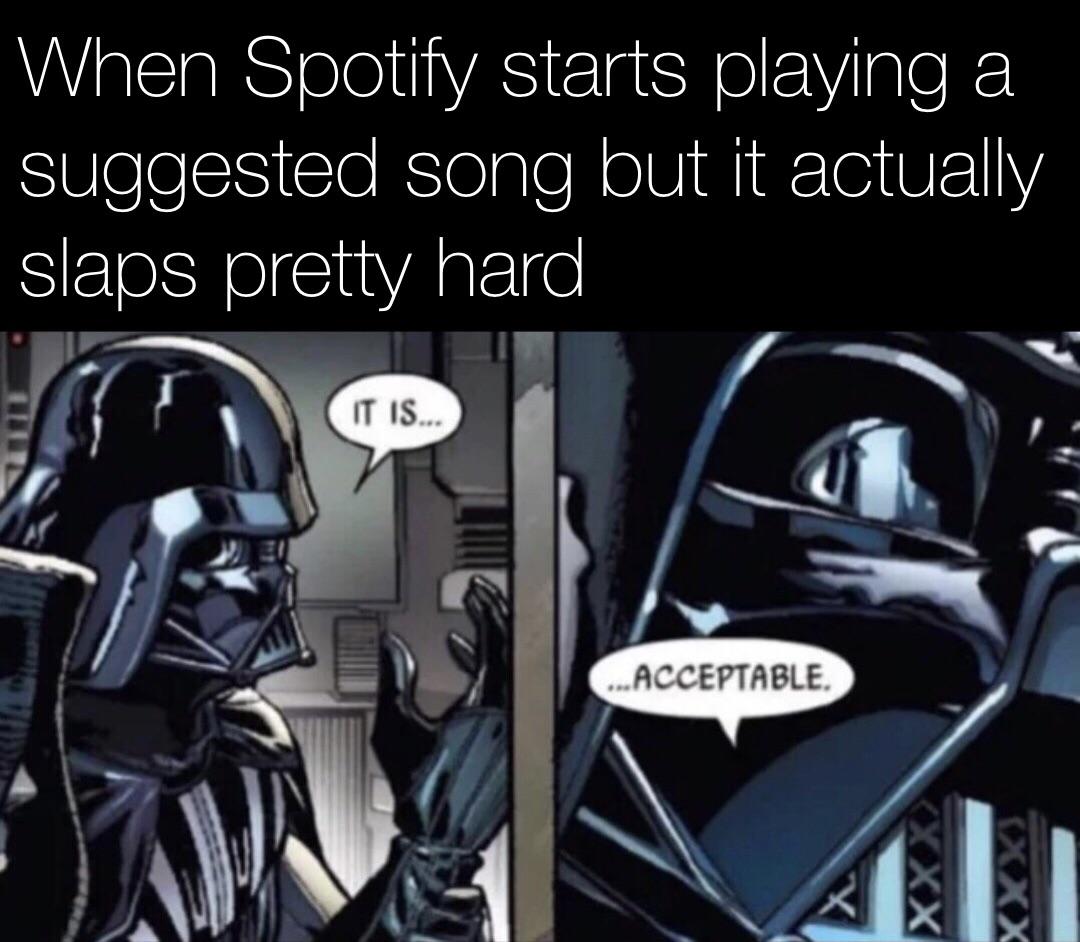 When Spotify starts playing a
suggested song but it actually
slaps pretty hard
IT IS...
...ACCEPTABLE.